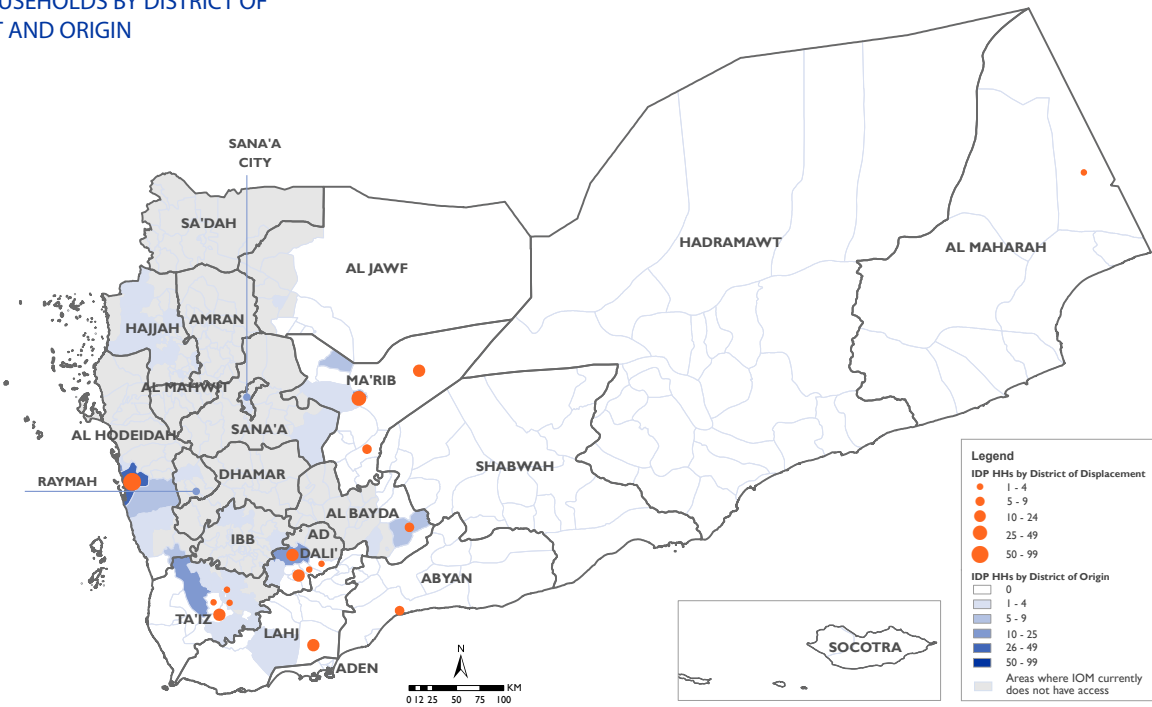 USEHOLDS BY DISTRICT OF
T AND ORIGIN
SANA'A
CITY
SA'DAH
AL JAWF
HADRAMAWT
AL MAHARAH
HAJJAH
AMRAN
MA'RIB
AL MAHWIT
AL HODEIDAH
SANA'A
SHABWAH
DHAMAR
RAYMAH
AL BAYDA
IBB
AD
DALI'
ABYAN
TA'IZ
LAHJ
ADEN
SOCOTRA
N
KM
0 12 25 50 75 100
Legend
IDP HHs by District of Displacement
1 - 4
5 - 9
10 - 24
25 - 49
50 - 99
IDP HHs by District of Origin
0
1 - 4
5 - 9
10 - 25
26 - 49
50 - 99
Areas where IOM currently
does not have access